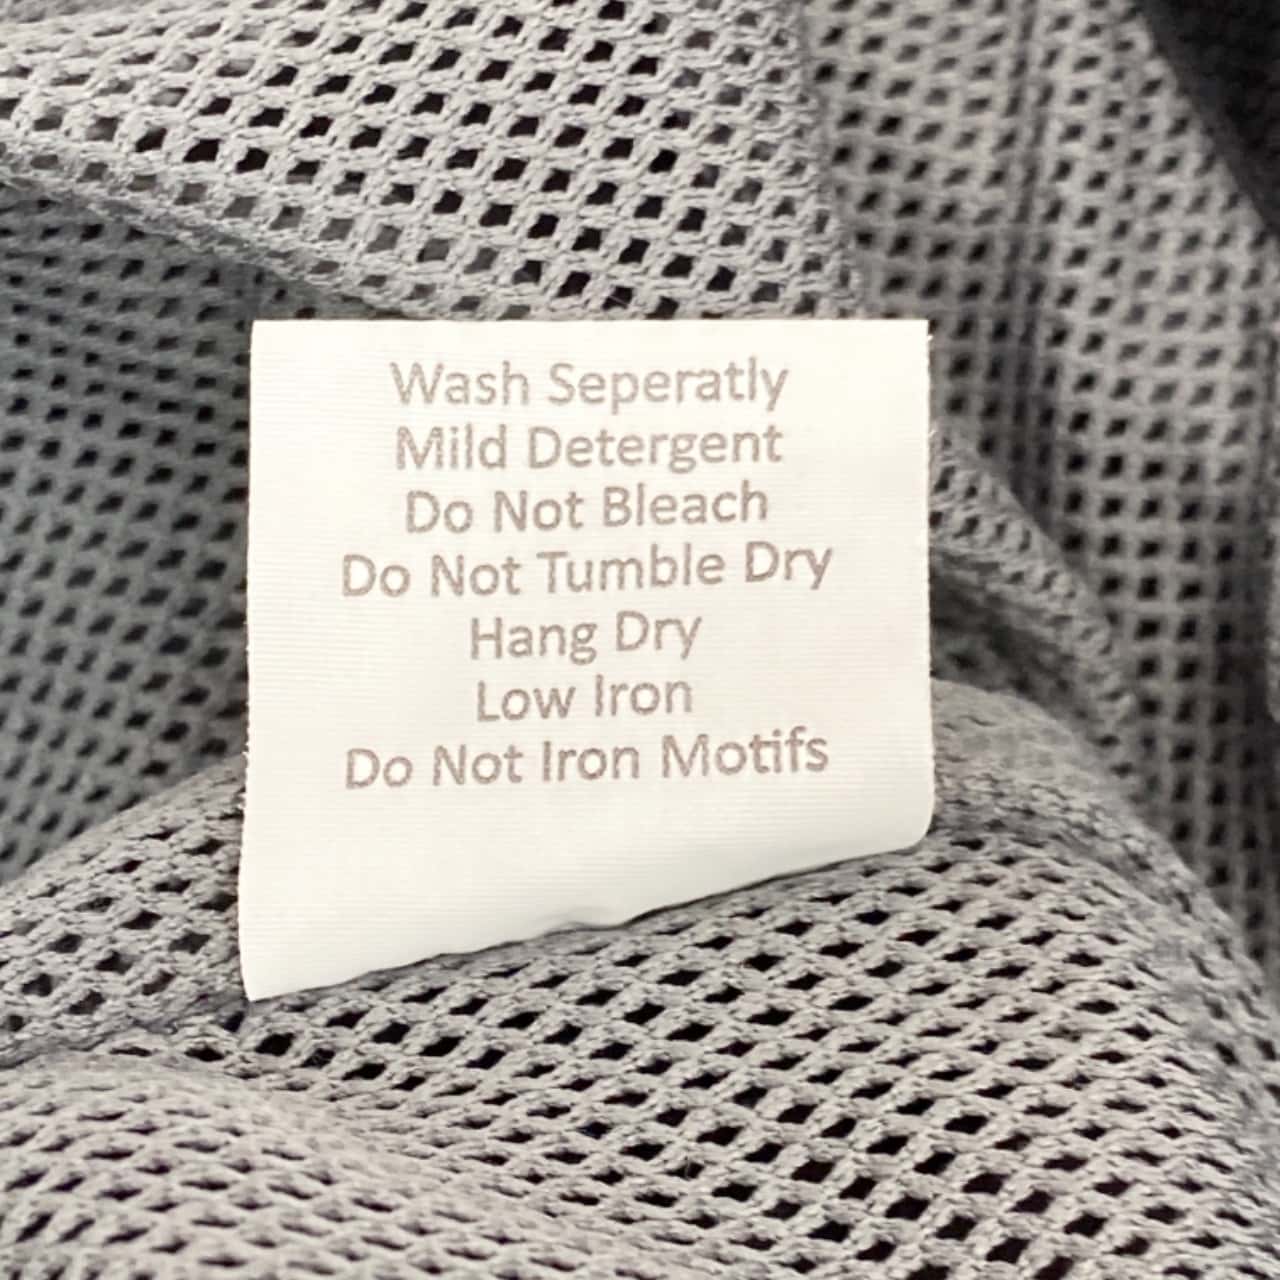 Wash Seperatly
Mild Detergent
Do Not Bleach
Do Not Tumble Dry
Hang Dry
Low Iron
Do Not Iron Motifs